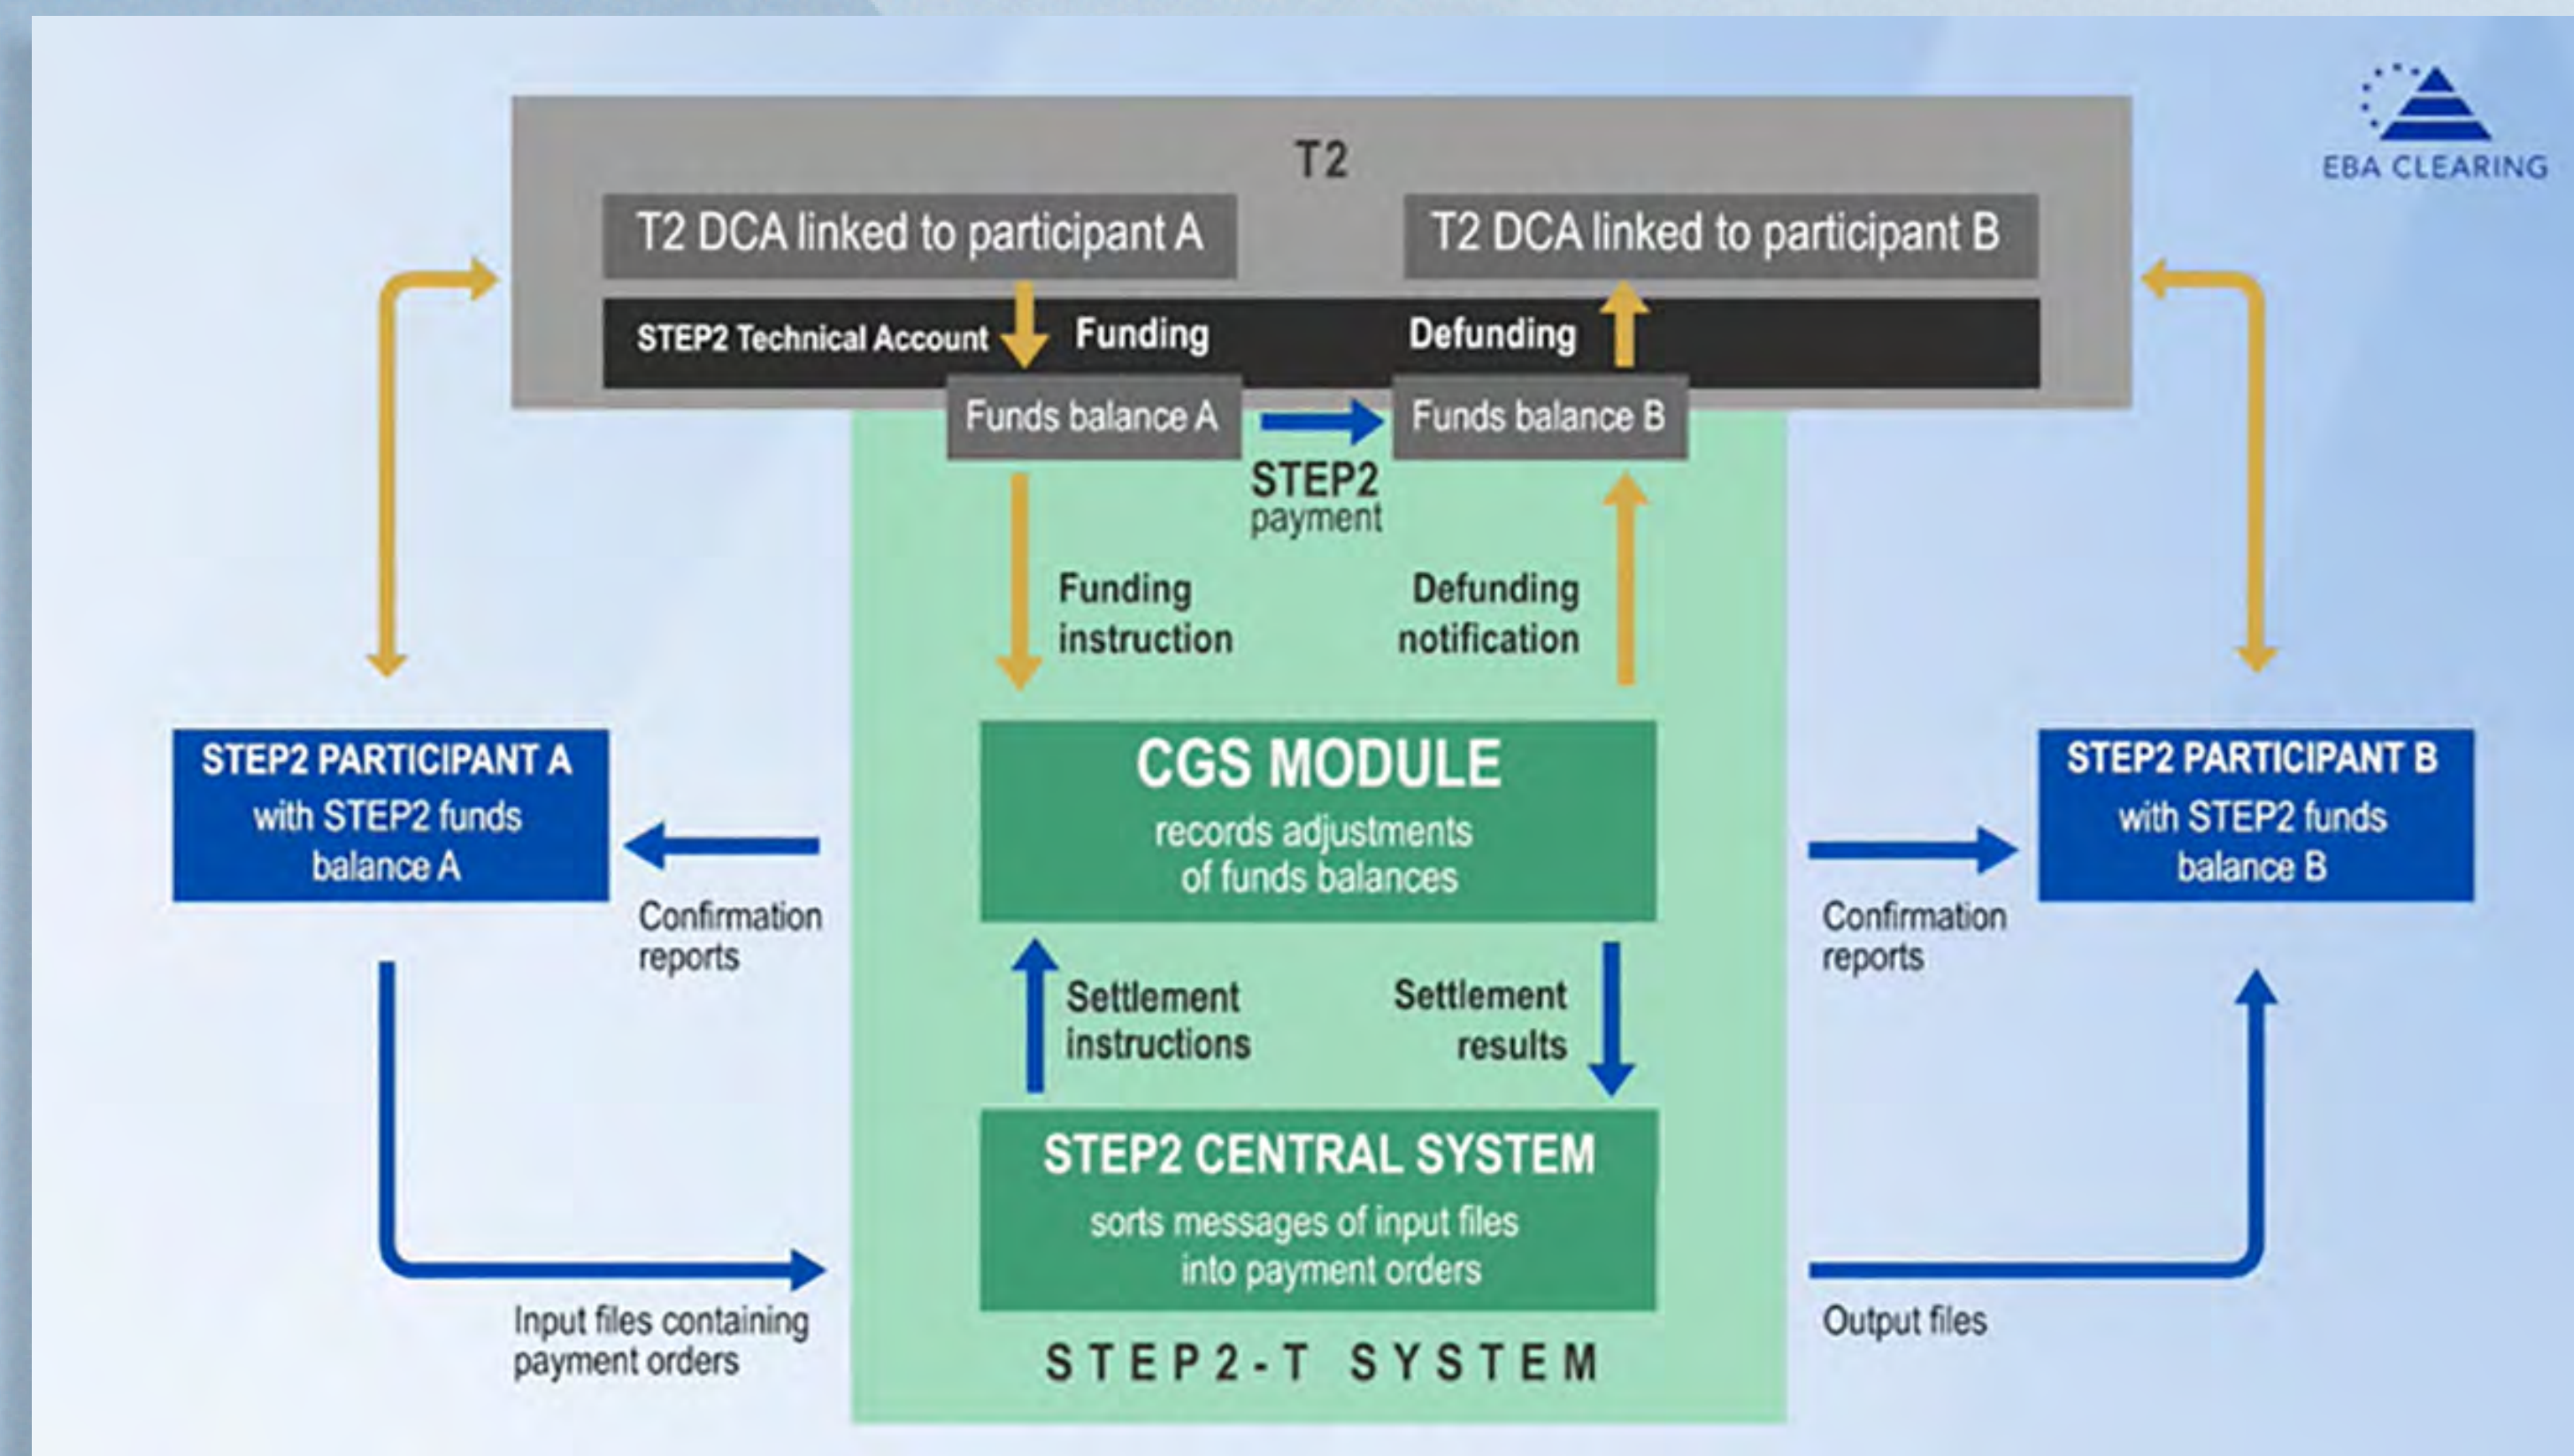 EBA CLEARING
T2
T2 DCA linked to participant A
T2 DCA linked to participant B
STEP2 Technical Account
Funding
Defunding
Funds balance A
Funds balance B
STEP2
payment
Funding
instruction
Defunding
notification
STEP2 PARTICIPANT A
with STEP2 funds
balance A
CGS MODULE
records adjustments
of funds balances
STEP2 PARTICIPANT B
with STEP2 funds
balance B
Confirmation
reports
Confirmation
reports
Settlement
instructions
Settlement
results
STEP2 CENTRAL SYSTEM
sorts messages of input files
into payment orders
Input files containing
payment orders
Output files
STEP2-T SYSTEM